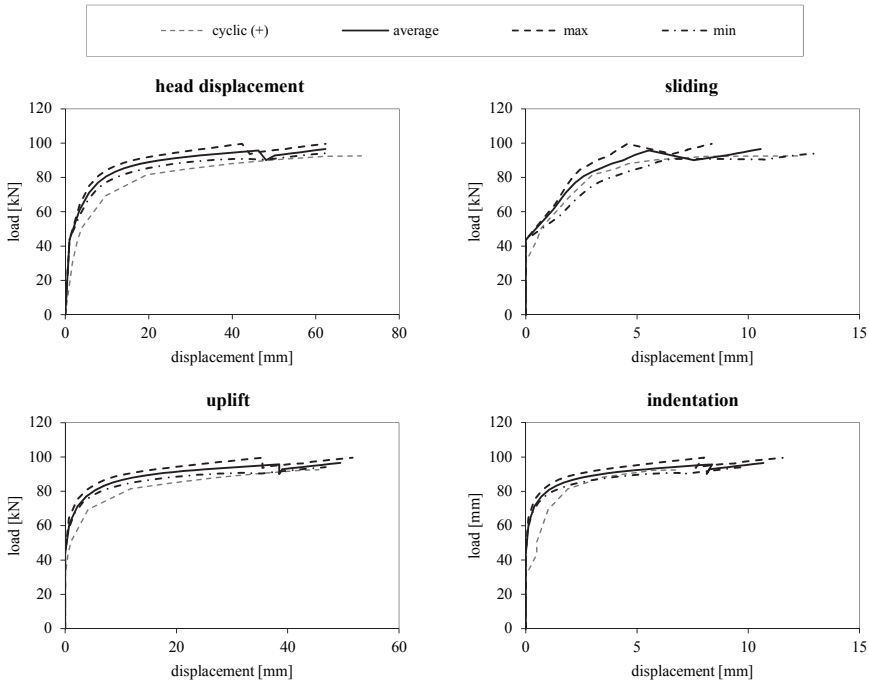 cyclic (+) average max min
head displacement
120
100
80
60
40
20
0
load [kN]
0 20 40 60 80
displacement [mm]
sliding
120
100
80
60
40
20
0
load [kN]
0 5 10 15
displacement [mm]
uplift
120
100
80
60
40
20
0
load [kN]
0 20 40 60
displacement [mm]
indentation
120
100
80
60
40
20
0
load [mm]
0 5 10 15
displacement [mm]